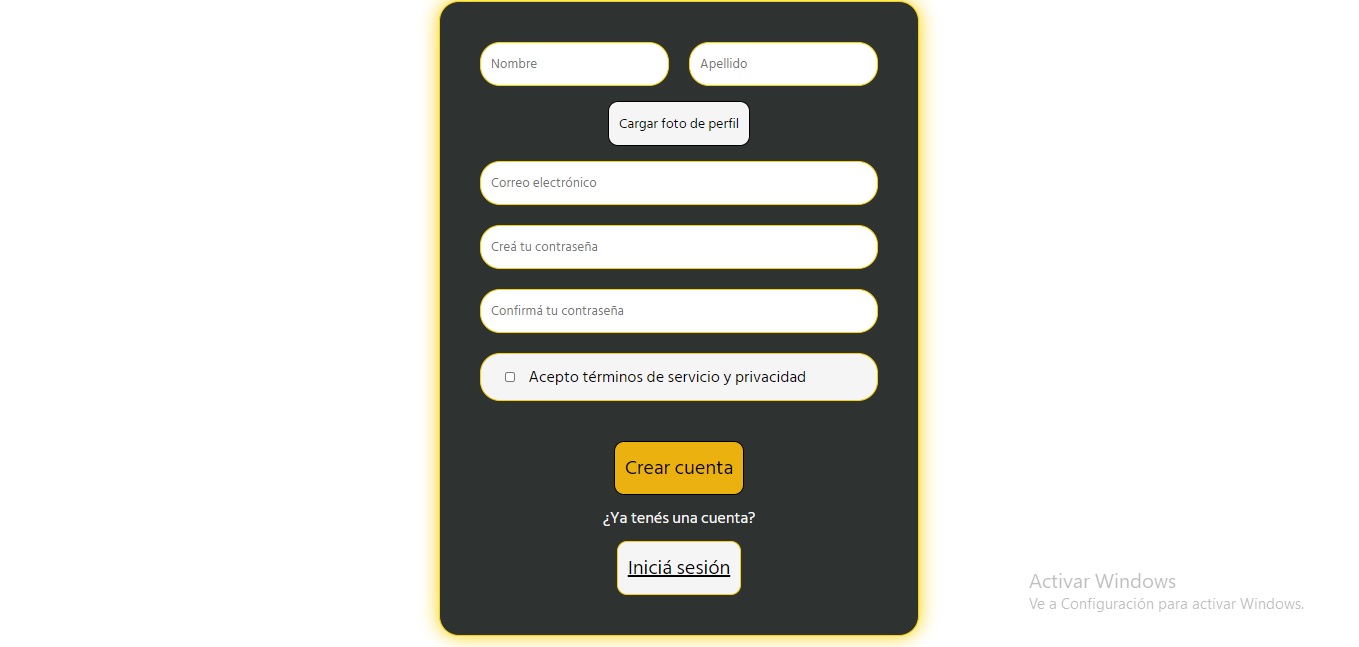 Nombre
Apellido
Cargar foto de perfil
Correo electrónico
Creá tu contraseña
Confirmá tu contraseña
Acepto términos de servicio y privacidad
Crear cuenta
¿Ya tenés una cuenta?
Iniciá sesión
Activar Windows
Ve a Configuración para activar Windows.